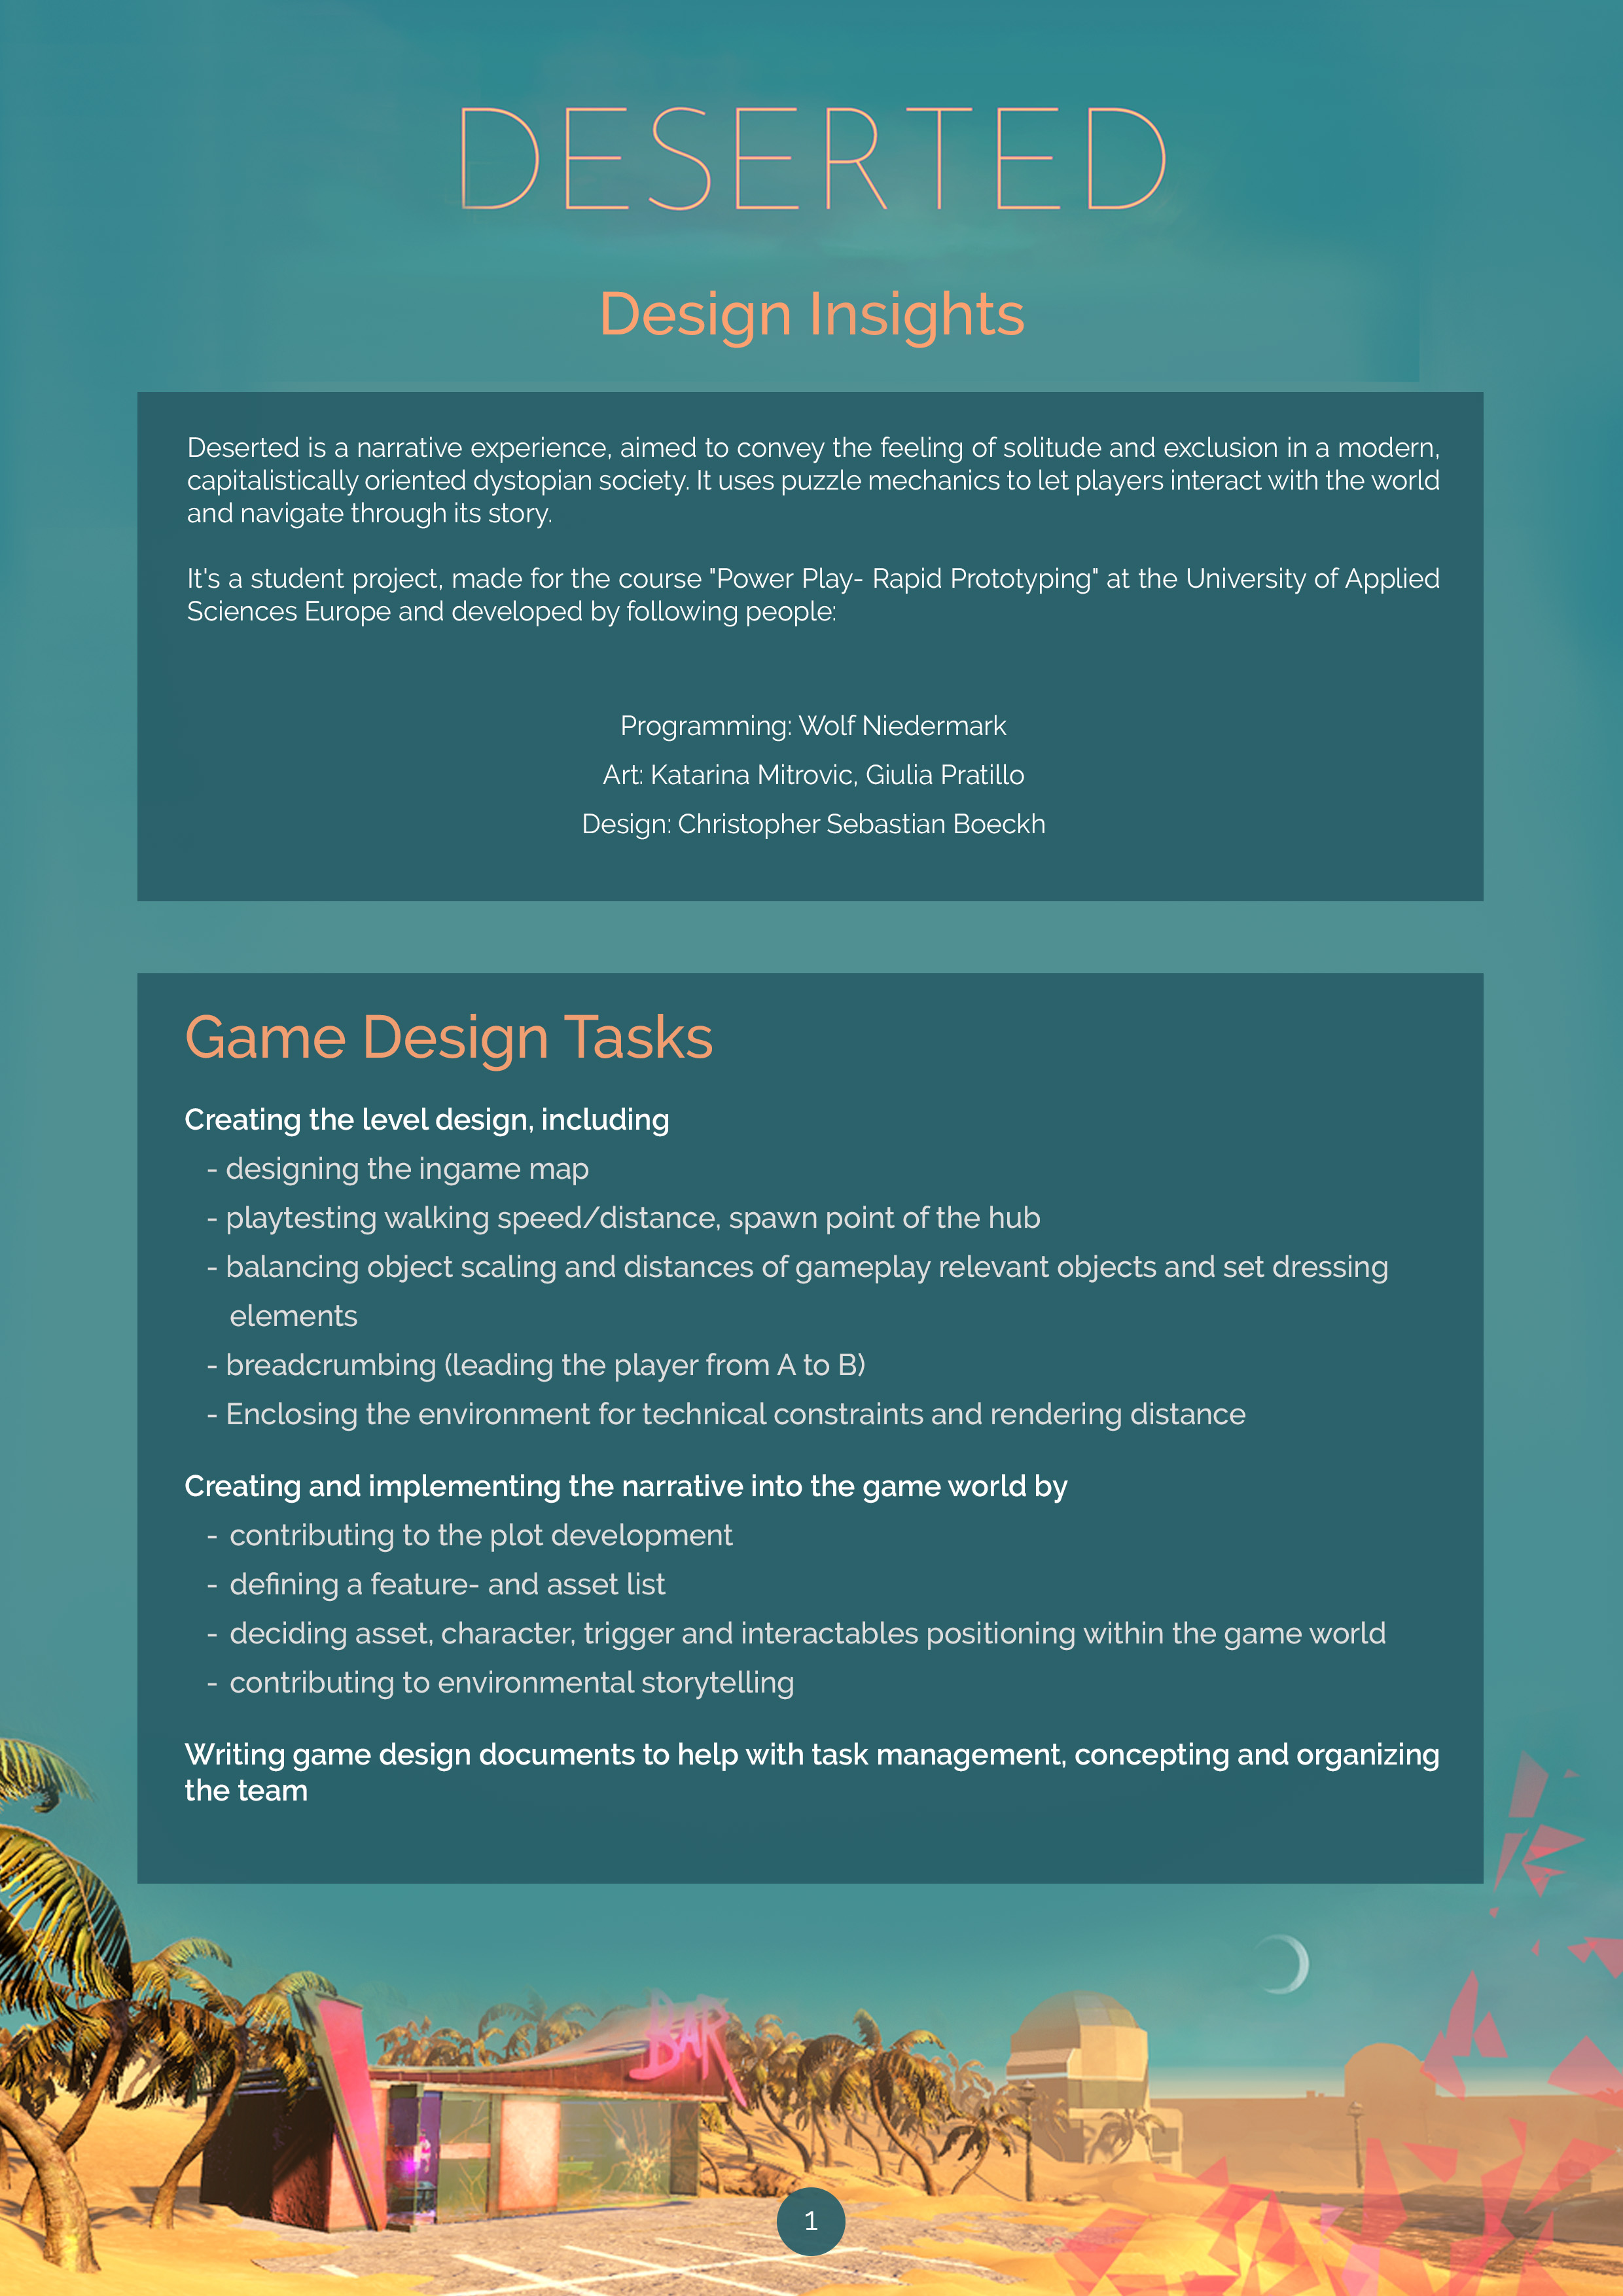 DESERTED
Design Insights
Deserted is a narrative experience, aimed to convey the feeling of solitude and exclusion in a modern,
capitalistically oriented dystopian society. It uses puzzle mechanics to let players interact with the world
and navigate through its story.
It's a student project, made for the course "Power Play- Rapid Prototyping" at the University of Applied
Sciences Europe and developed by following people:
Programming: Wolf Niedermark
Art: Katarina Mitrovic, Giulia Pratillo
Design: Christopher Sebastian Boeckh
Game Design Tasks
Creating the level design, including
- designing the ingame map
- playtesting walking speed/distance, spawn point of the hub
- balancing object scaling and distances of gameplay relevant objects and set dressing
elements
- breadcrumbing (leading the player from A to B)
- Enclosing the environment for technical constraints and rendering distance
Creating and implementing the narrative into the game world by
- contributing to the plot development
- defining a feature- and asset list
- deciding asset, character, trigger and interactables positioning within the game world
- contributing to environmental storytelling
Writing game design documents to help with task management, concepting and organizing
the team
BAR
1